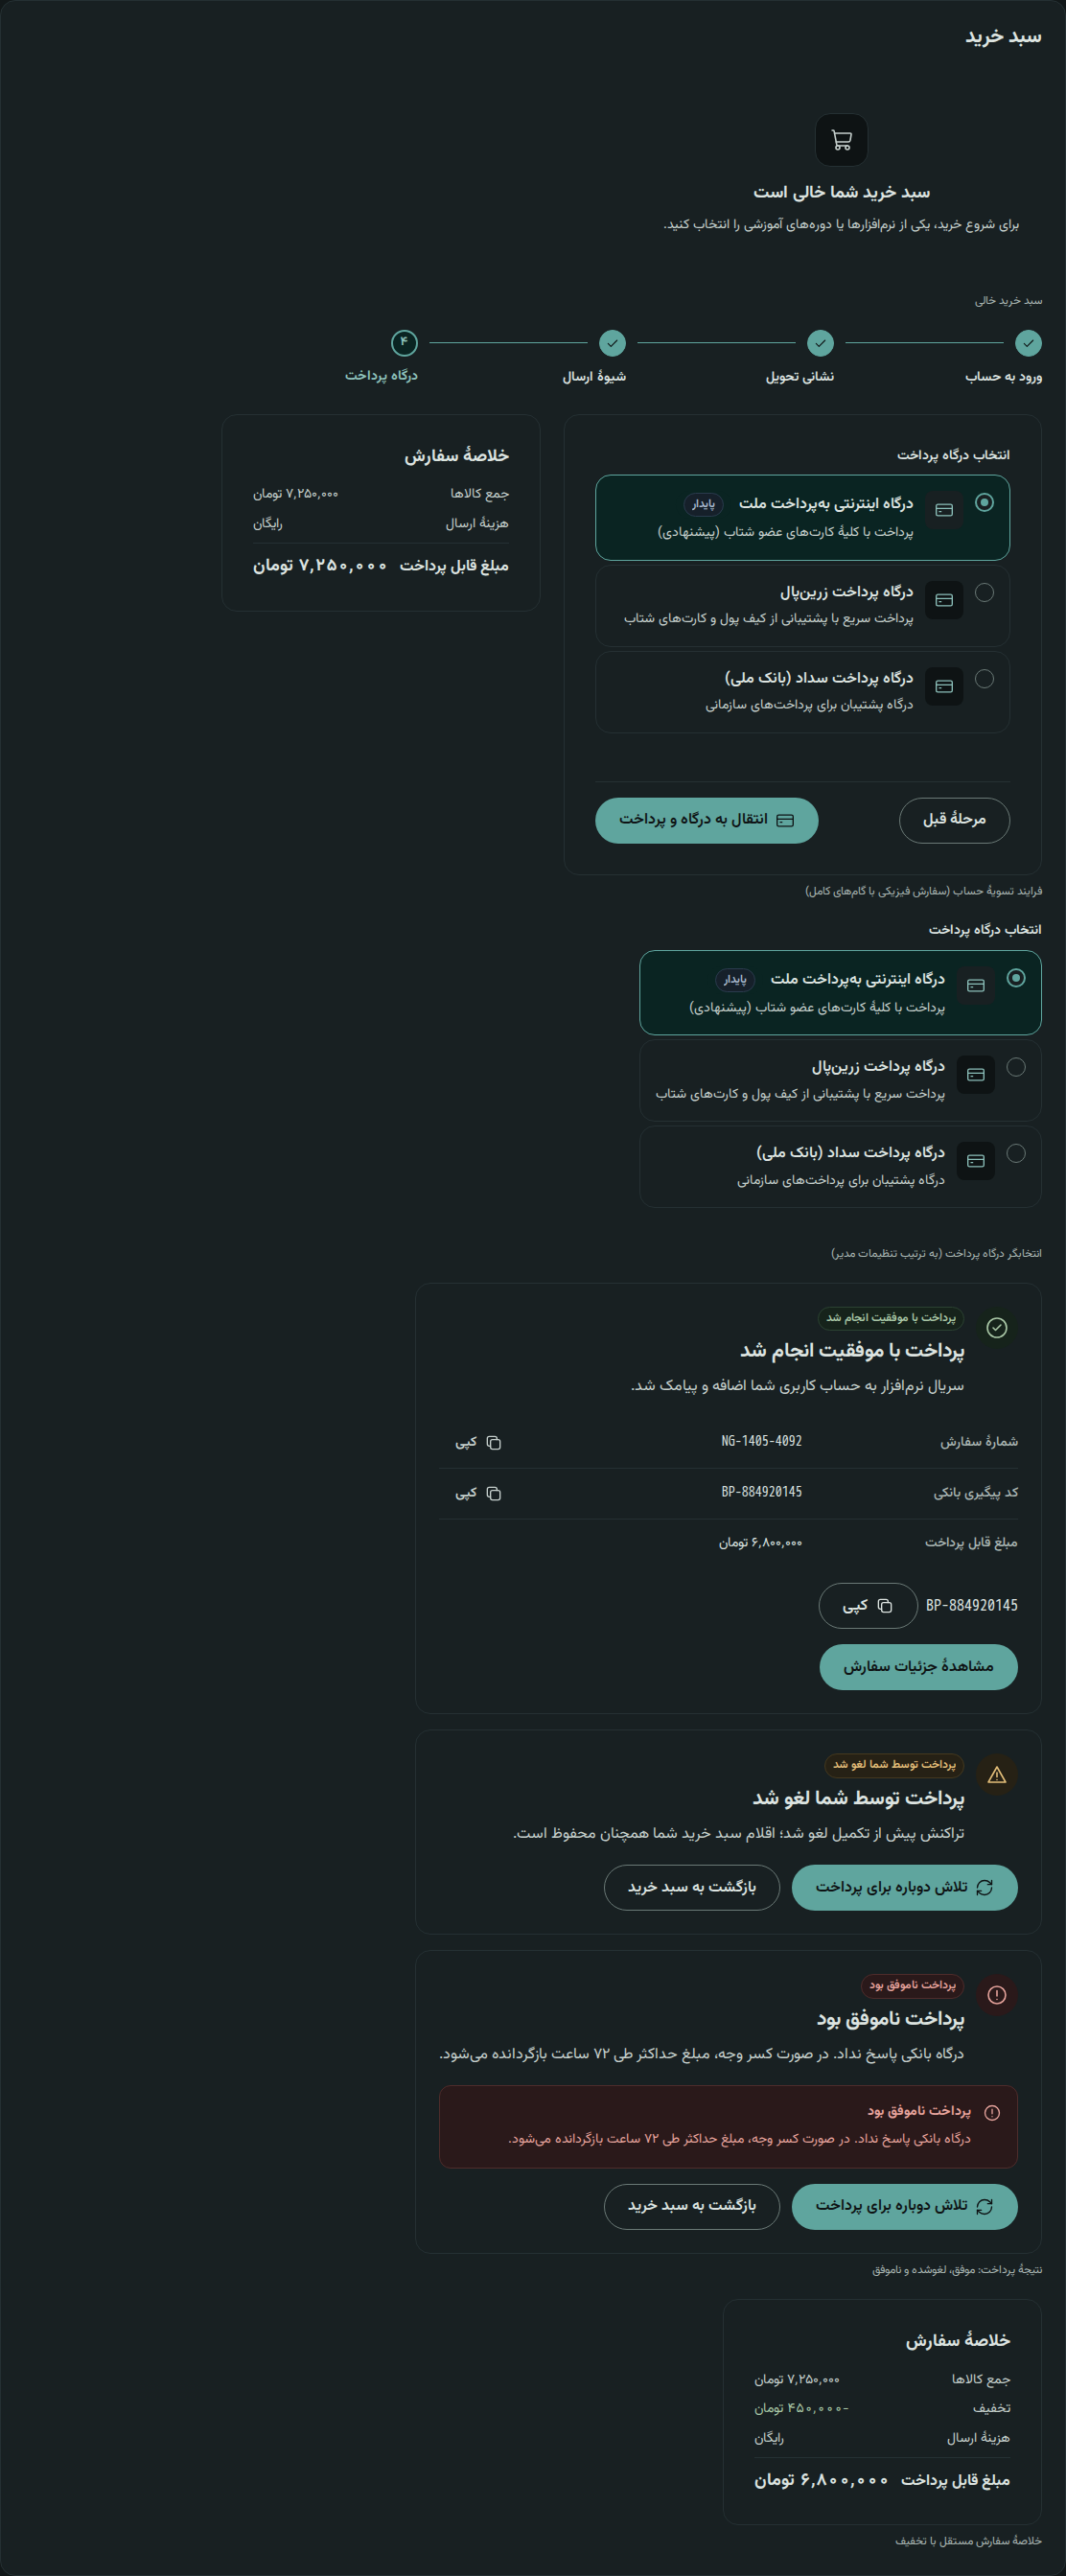 سبد خرید
سبد خرید شما خالی است
برای شروع خرید، یکی از نرم‌افزارها یا دوره‌های آموزشی را انتخاب کنید.
سبد خرید خالی
ورود به حساب
نشانی تحویل
شیوهٔ ارسال
۴
درگاه پرداخت
انتخاب درگاه پرداخت
درگاه اینترنتی به‌پرداخت ملت پایدار
پرداخت با کلیهٔ کارت‌های عضو شتاب (پیشنهادی)
درگاه پرداخت زرین‌پال
پرداخت سریع با پشتیبانی از کیف پول و کارت‌های شتاب
درگاه پرداخت سداد (بانک ملی)
درگاه پشتیبان برای پرداخت‌های سازمانی
مرحلهٔ قبل
انتقال به درگاه و پرداخت
خلاصهٔ سفارش
جمع کالاها ۷,۲۵۰,۰۰۰ تومان
هزینهٔ ارسال رایگان
مبلغ قابل پرداخت ۷,۲۵۰,۰۰۰ تومان
فرایند تسویهٔ حساب (سفارش فیزیکی با گام‌های کامل)
انتخاب درگاه پرداخت
درگاه اینترنتی به‌پرداخت ملت پایدار
پرداخت با کلیهٔ کارت‌های عضو شتاب (پیشنهادی)
درگاه پرداخت زرین‌پال
پرداخت سریع با پشتیبانی از کیف پول و کارت‌های شتاب
درگاه پرداخت سداد (بانک ملی)
درگاه پشتیبان برای پرداخت‌های سازمانی
انتخابگر درگاه پرداخت (به ترتیب تنظیمات مدیر)
پرداخت با موفقیت انجام شد
پرداخت با موفقیت انجام شد
سریال نرم‌افزار به حساب کاربری شما اضافه و پیامک شد.
شمارهٔ سفارش NG-1405-4092 کپی
کد پیگیری بانکی BP-884920145 کپی
مبلغ قابل پرداخت ۶,۸۰۰,۰۰۰ تومان
BP-884920145 کپی
مشاهدهٔ جزئیات سفارش
پرداخت توسط شما لغو شد
پرداخت توسط شما لغو شد
تراکنش پیش از تکمیل لغو شد؛ اقلام سبد خرید شما همچنان محفوظ است.
تلاش دوباره برای پرداخت
بازگشت به سبد خرید
پرداخت ناموفق بود
پرداخت ناموفق بود
درگاه بانکی پاسخ نداد. در صورت کسر وجه، مبلغ حداکثر طی ۷۲ ساعت بازگردانده می‌شود.
پرداخت ناموفق بود
درگاه بانکی پاسخ نداد. در صورت کسر وجه، مبلغ حداکثر طی ۷۲ ساعت بازگردانده می‌شود.
تلاش دوباره برای پرداخت
بازگشت به سبد خرید
نتیجهٔ پرداخت: موفق، لغوشده و ناموفق
خلاصهٔ سفارش
جمع کالاها ۷,۲۵۰,۰۰۰ تومان
تخفیف -۴۵۰,۰۰۰ تومان
هزینهٔ ارسال رایگان
مبلغ قابل پرداخت ۶,۸۰۰,۰۰۰ تومان
خلاصهٔ سفارش مستقل با تخفیف